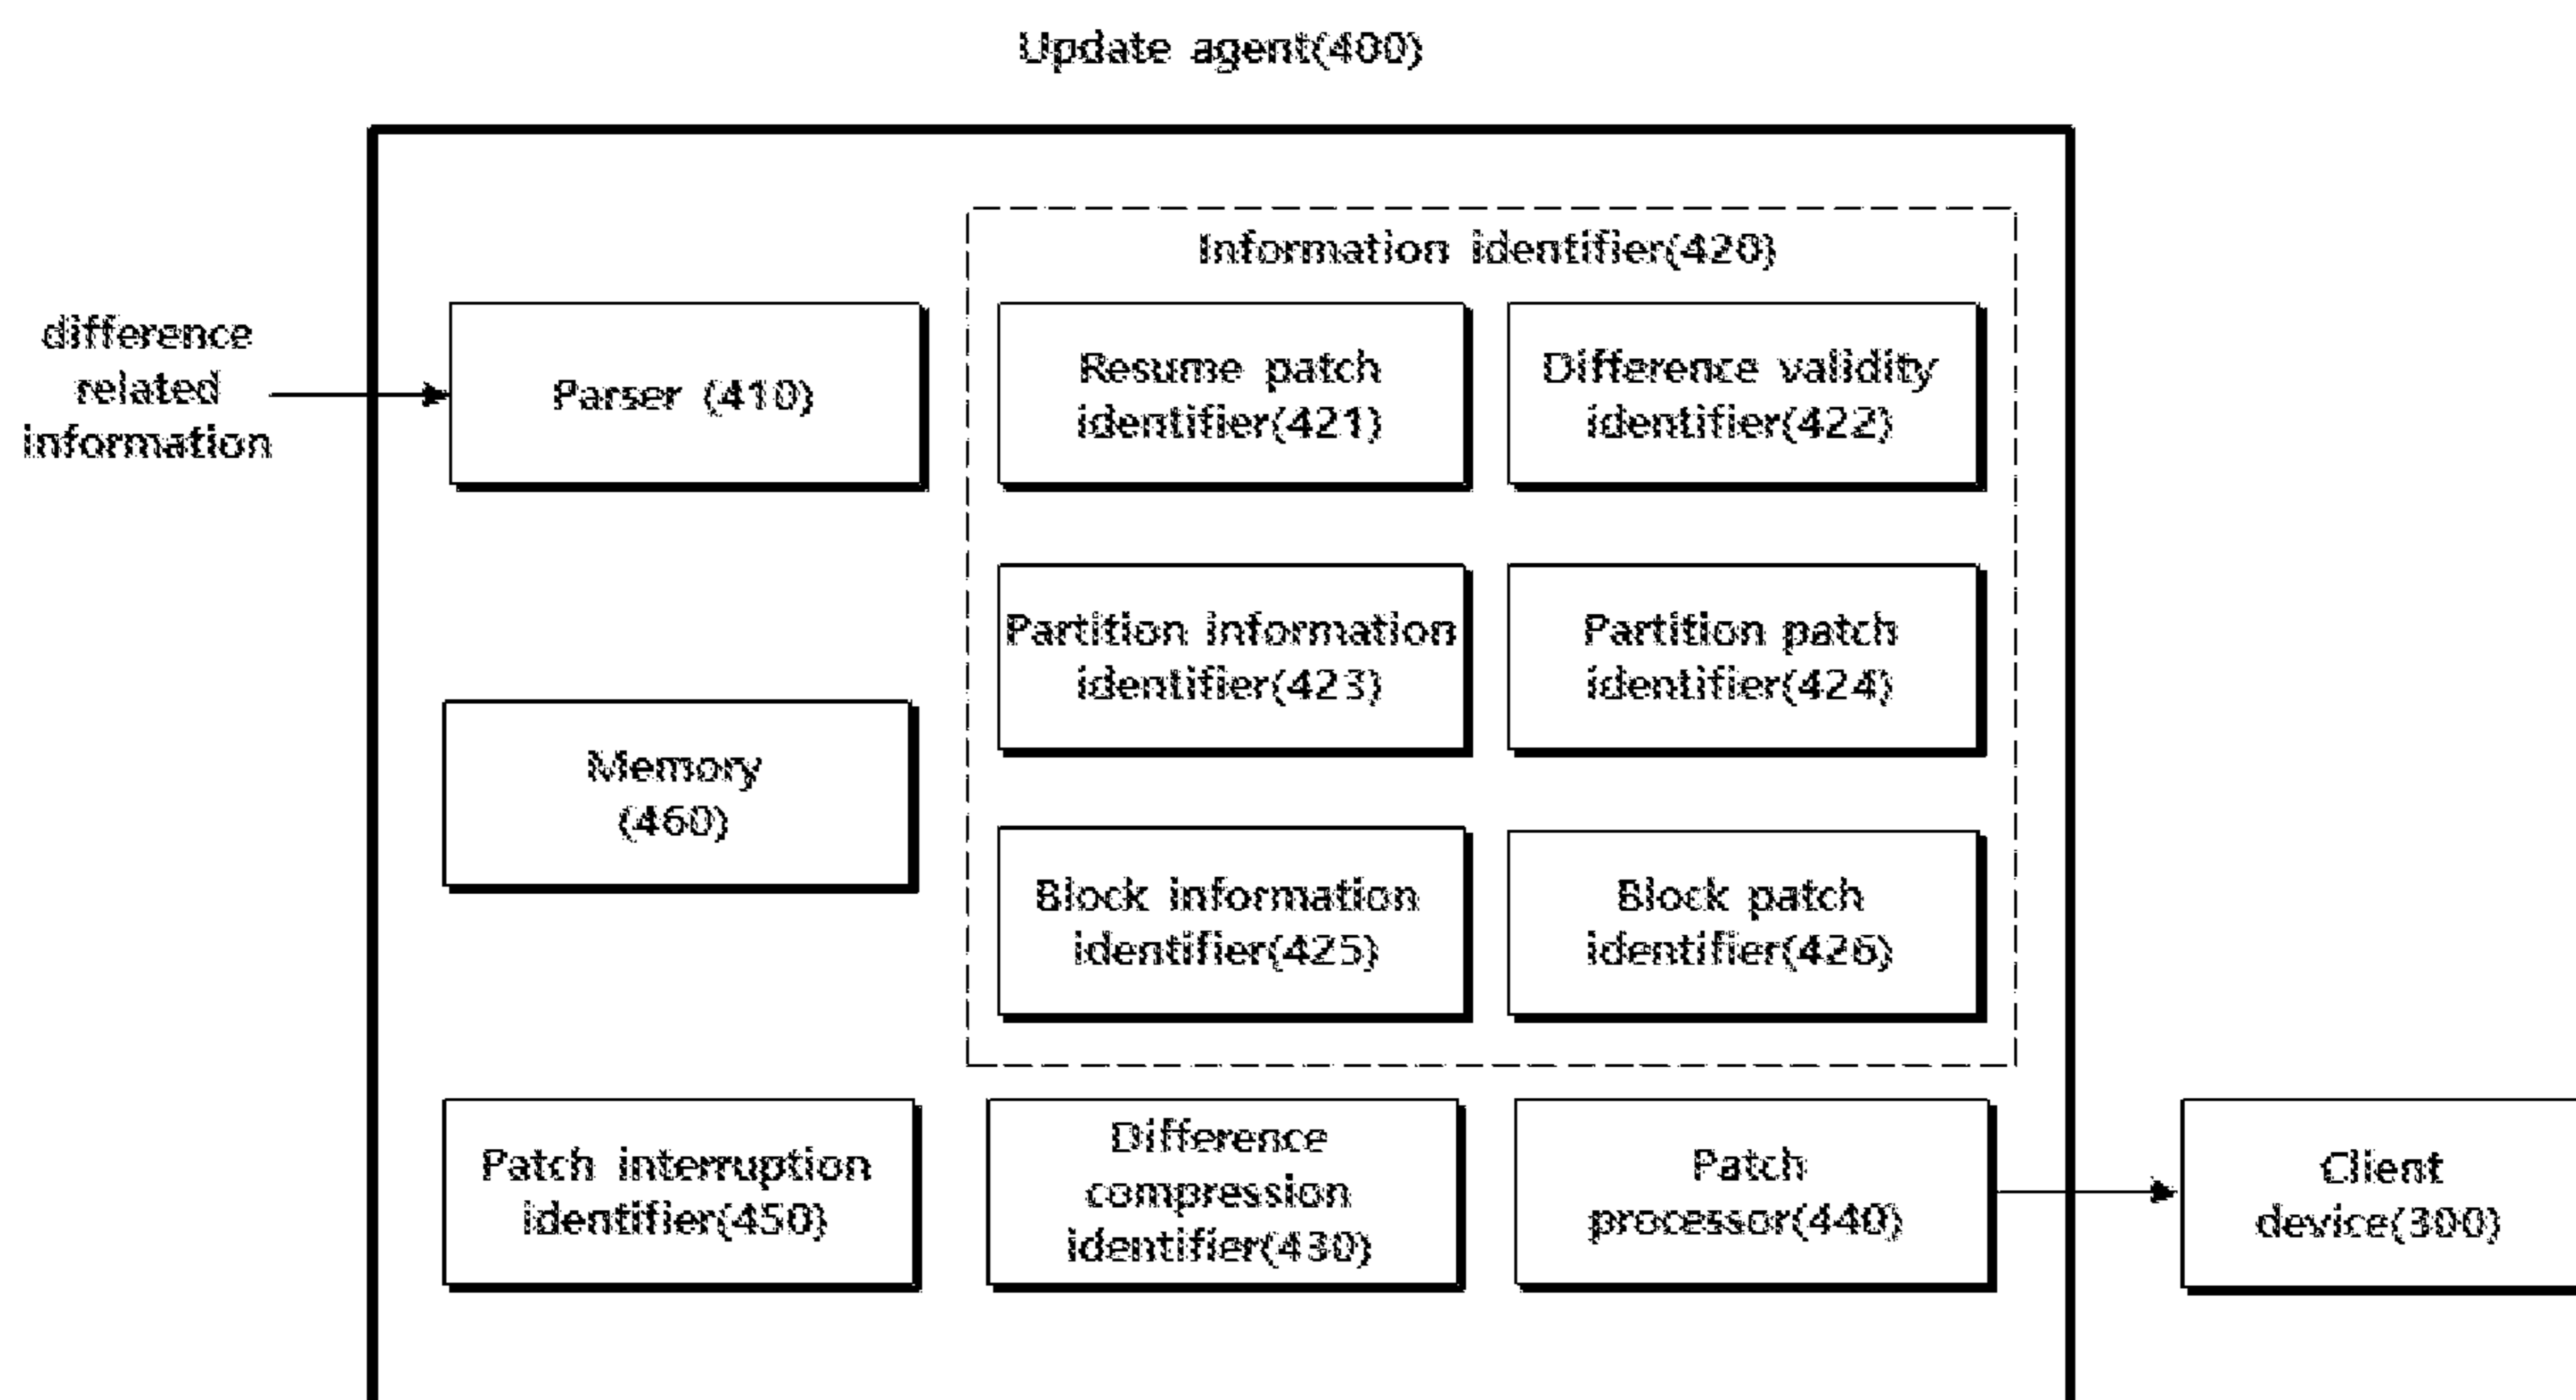 Update agent(400)
difference
related
information
Parser (410)
Information identifier(420)
Resume patch
identifier(421)
Difference validity
identifier(422)
Partition information
identifier(423)
Partition patch
identifier(424)
Memory
(460)
Block information
identifier(425)
Block patch
identifier(426)
Patch interruption
identifier(450)
Difference
compression
identifier(430)
Patch
processor(440)
Client
device(300)